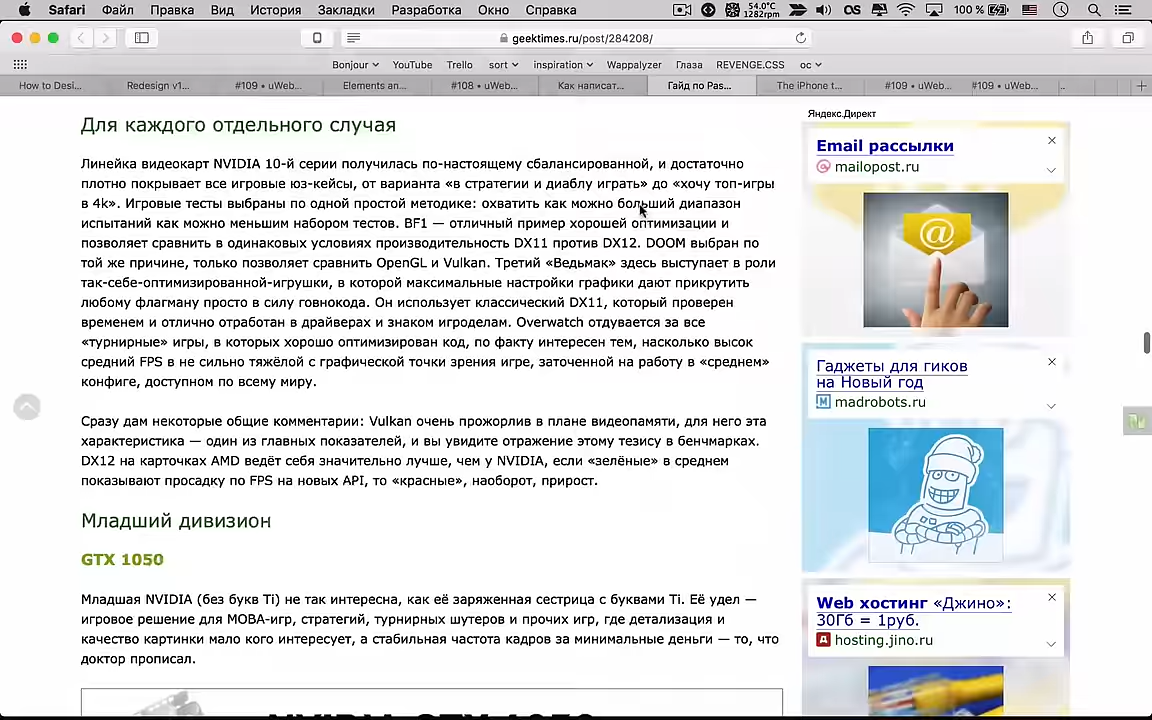 Safari Файл Правка Вид История Закладки Разработка Окно Справка 54.0°C 1282rpm 100 %
geektimes.ru/post/284208/
Bonjour YouTube Trello sort inspiration Wappalyzer Глаза REVENGE.CSS ос
How to Desi... Redesign v1... #109 • uWeb... Elements an... #108 • uWeb... Как написат... Гайд по Pas... The iPhone t... #109 • uWeb... #109 • uWeb...
Для каждого отдельного случая
Линейка видеокарт NVIDIA 10-й серии получилась по-настоящему сбалансированной, и достаточно
плотно покрывает все игровые юз-кейсы, от варианта «в стратегии и диаблу играть» до «хочу топ-игры
в 4k». Игровые тесты выбраны по одной простой методике: охватить как можно больший диапазон
испытаний как можно меньшим набором тестов. BF1 — отличный пример хорошей оптимизации и
позволяет сравнить в одинаковых условиях производительность DX11 против DX12. DOOM выбран по
той же причине, только позволяет сравнить OpenGL и Vulkan. Третий «Ведьмак» здесь выступает в роли
так-себе-оптимизированной-игрушки, в которой максимальные настройки графики дают прикрутить
любому флагману просто в силу говнокода. Он использует классический DX11, который проверен
временем и отлично отработан в драйверах и знаком игроделам. Overwatch отдувается за все
«турнирные» игры, в которых хорошо оптимизирован код, по факту интересен тем, насколько высок
средний FPS в не сильно тяжёлой с графической точки зрения игре, заточенной на работу в «среднем»
конфиге, доступном по всему миру.
Сразу дам некоторые общие комментарии: Vulkan очень прожорлив в плане видеопамяти, для него эта
характеристика — один из главных показателей, и вы увидите отражение этому тезису в бенчмарках.
DX12 на карточках AMD ведёт себя значительно лучше, чем у NVIDIA, если «зелёные» в среднем
показывают просадку по FPS на новых API, то «красные», наоборот, прирост.
Младший дивизион
GTX 1050
Младшая NVIDIA (без букв Ti) не так интересна, как её заряженная сестрица с буквами Ti. Её удел —
игровое решение для MOBA-игр, стратегий, турнирных шутеров и прочих игр, где детализация и
качество картинки мало кого интересует, а стабильная частота кадров за минимальные деньги — то, что
доктор прописал.
NVIDIA GTX 1050
Яндекс.Директ
Email рассылки
mailopost.ru
Гаджеты для гиков
на Новый год
madrobots.ru
Web хостинг «Джино»:
30Гб = 1руб.
hosting.jino.ru